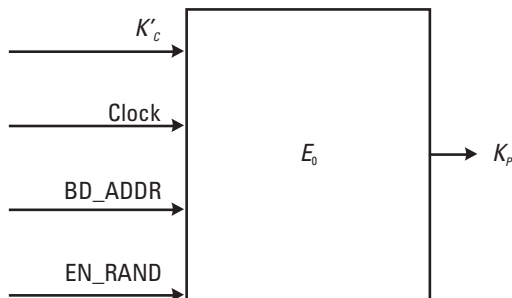 K′c
Clock
BD_ADDR
EN_RAND
E0
KP